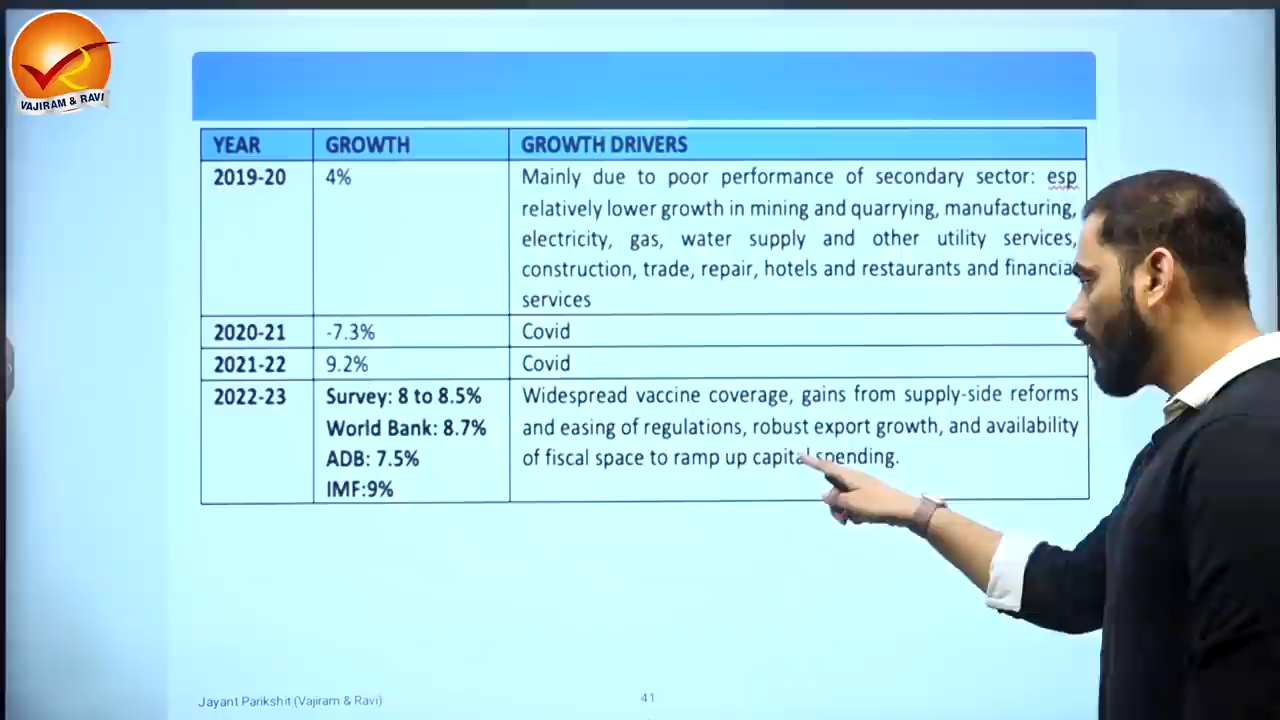 VAJIRAM & RAVI
YEAR GROWTH GROWTH DRIVERS
2019-20 4% Mainly due to poor performance of secondary sector: esp
relatively lower growth in mining and quarrying, manufacturing,
electricity, gas, water supply and other utility services,
construction, trade, repair, hotels and restaurants and financia
services
2020-21 -7.3% Covid
2021-22 9.2% Covid
2022-23 Survey: 8 to 8.5% Widespread vaccine coverage, gains from supply-side reforms
World Bank: 8.7% and easing of regulations, robust export growth, and availability
ADB: 7.5% of fiscal space to ramp up capital spending.
IMF:9%
Jayant Parikshit (Vajiram & Ravi) 41